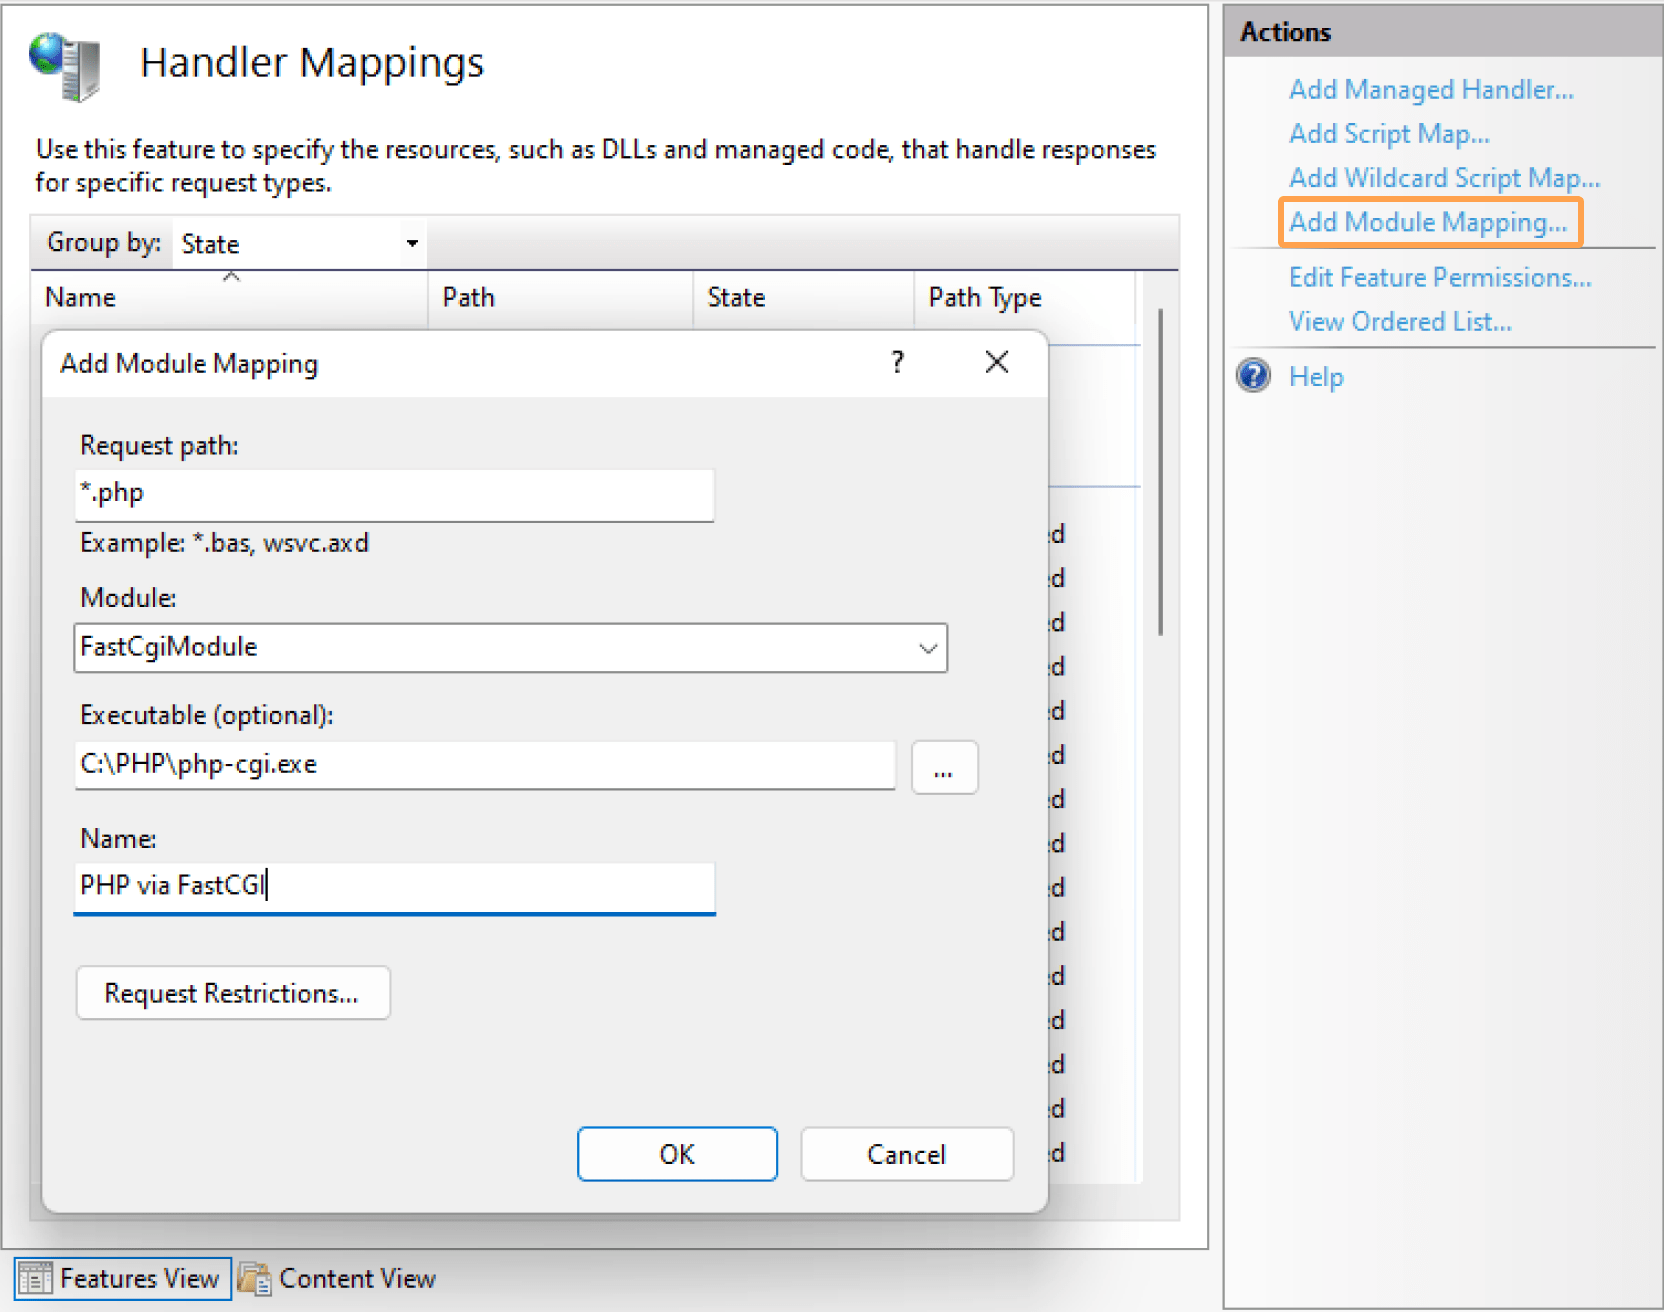 Handler Mappings
Use this feature to specify the resources, such as DLLs and managed code, that handle responses
for specific request types.
Group by: State
Name Path State Path Type
Add Module Mapping ?
Request path:
*.php
Example: *.bas, wsvc.axd
Module:
FastCgiModule
Executable (optional):
C:\PHP\php-cgi.exe
...
Name:
PHP via FastCGI
Request Restrictions...
OK
Cancel
Features View
Content View
Actions
Add Managed Handler...
Add Script Map...
Add Wildcard Script Map...
Add Module Mapping...
Edit Feature Permissions...
View Ordered List...
Help